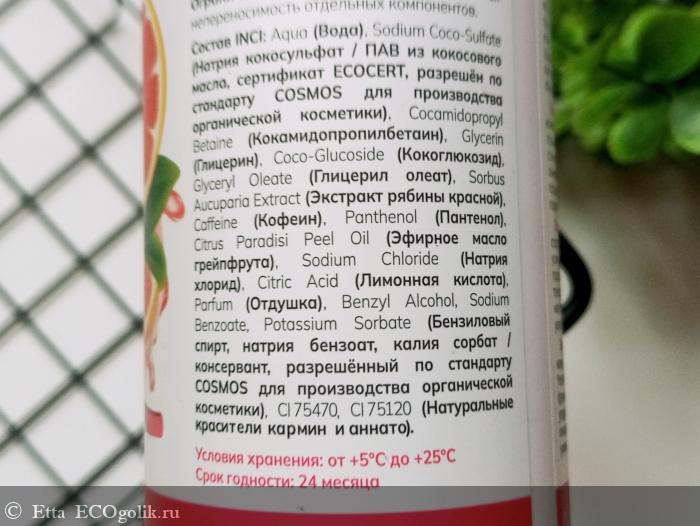 непереносимость отдельных компонентов.
Состав INCI: Aqua (Вода), Sodium Coco-Sulfate
(Натрия кокосульфат / ПАВ из кокосового
масла, сертификат ECOCERT, разрешён по
стандарту COSMOS для производства
органической косметики), Cocamidopropyl
Betaine (Кокамидопропилбетаин), Glycerin
(Глицерин), Coco-Glucoside (Кокоглюкозид),
Glyceryl Oleate (Глицерил олеат), Sorbus
Aucuparia Extract (Экстракт рябины красной),
Caffeine (Кофеин), Panthenol (Пантенол),
Citrus Paradisi Peel Oil (Эфирное масло
грейпфрута), Sodium Chloride (Натрия
хлорид), Citric Acid (Лимонная кислота),
Parfum (Отдушка), Benzyl Alcohol, Sodium
Benzoate, Potassium Sorbate (Бензиловый
спирт, натрия бензоат, калия сорбат /
консервант, разрешённый по стандарту
COSMOS для производства органической
косметики), CI 75470, CI 75120 (Натуральные
красители кармин и аннато).
Условия хранения: от +5°C до +25°C
Срок годности: 24 месяца
© Etta ECOgolik.ru